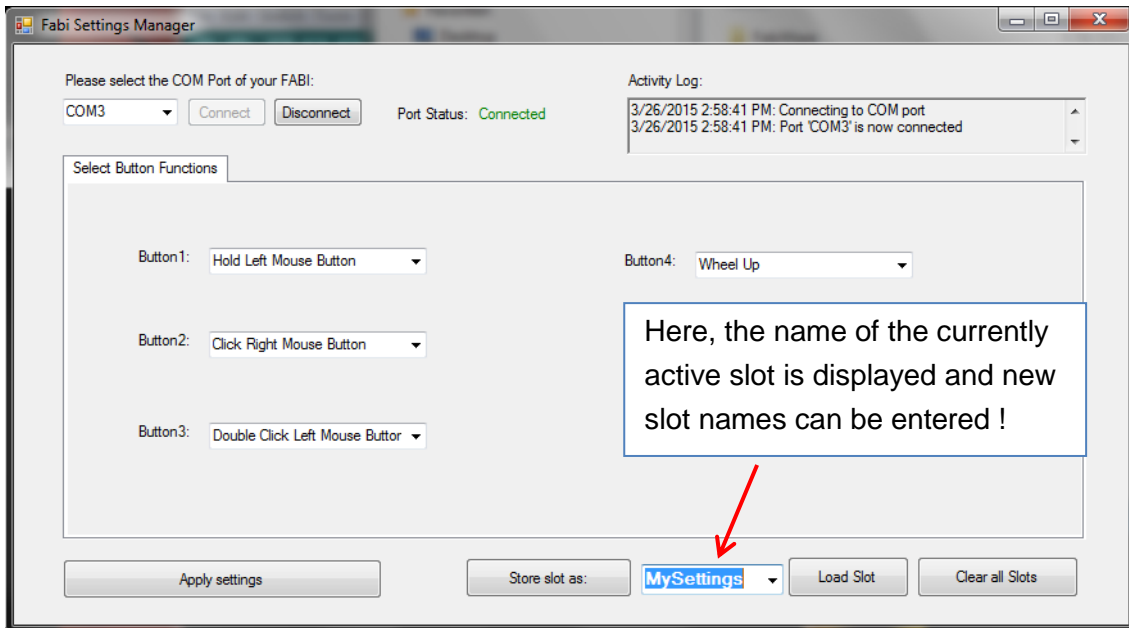 Fabi Settings Manager
Please select the COM Port of your FABI:
Activity Log:
COM3
Connect
Disconnect
Port Status: Connected
3/26/2015 2:58:41 PM: Connecting to COM port
3/26/2015 2:58:41 PM: Port 'COM3' is now connected
Select Button Functions
Button1:
Hold Left Mouse Button
Button4:
Wheel Up
Button2:
Click Right Mouse Button
Button3:
Double Click Left Mouse Buttor
Here, the name of the currently
active slot is displayed and new
slot names can be entered !
Apply settings
Store slot as:
MySettings
Load Slot
Clear all Slots